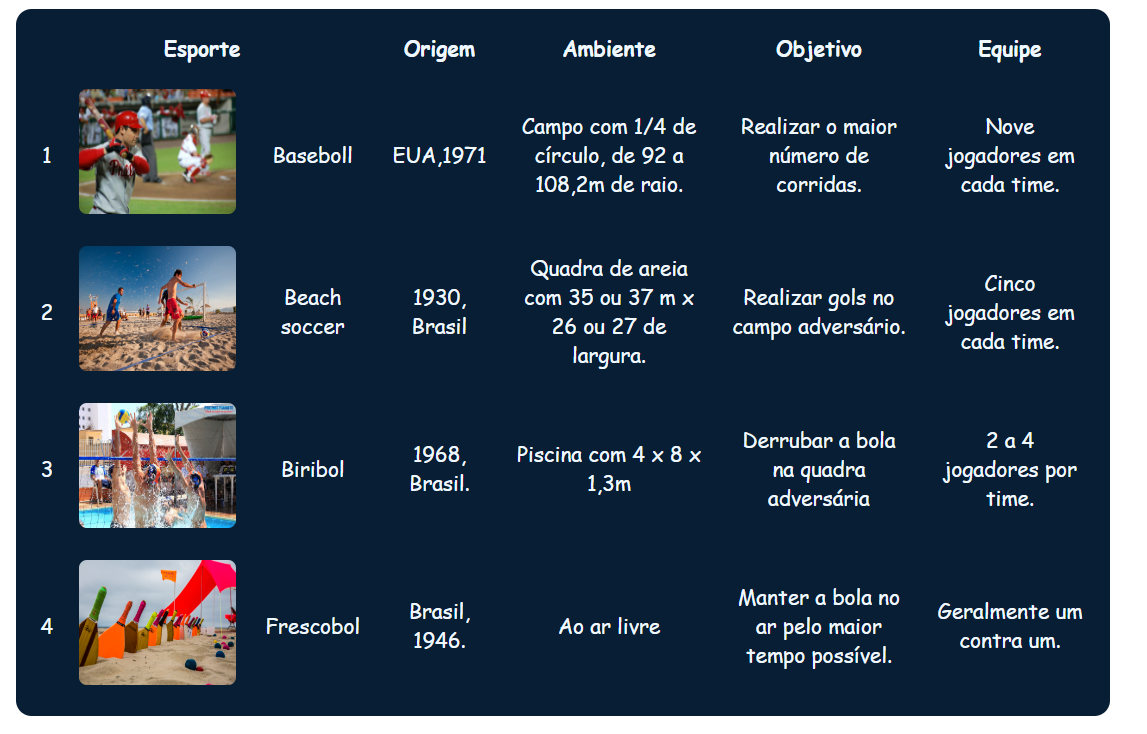 Esporte Origem Ambiente Objetivo Equipe
1
Baseboll
EUA,1971
Campo com 1/4 de
círculo, de 92 a
108,2m de raio.
Realizar o maior
número de
corridas.
Nove
jogadores em
cada time.
2
Beach
soccer
1930,
Brasil
Quadra de areia
com 35 ou 37 m x
26 ou 27 de
largura.
Realizar gols no
campo adversário.
Cinco
jogadores em
cada time.
3
Biribol
1968,
Brasil.
Piscina com 4 x 8 x
1,3m
Derrubar a bola
na quadra
adversária
2 a 4
jogadores por
time.
4
Frescobol
Brasil,
1946.
Ao ar livre
Manter a bola no
ar pelo maior
tempo possível.
Geralmente um
contra um.